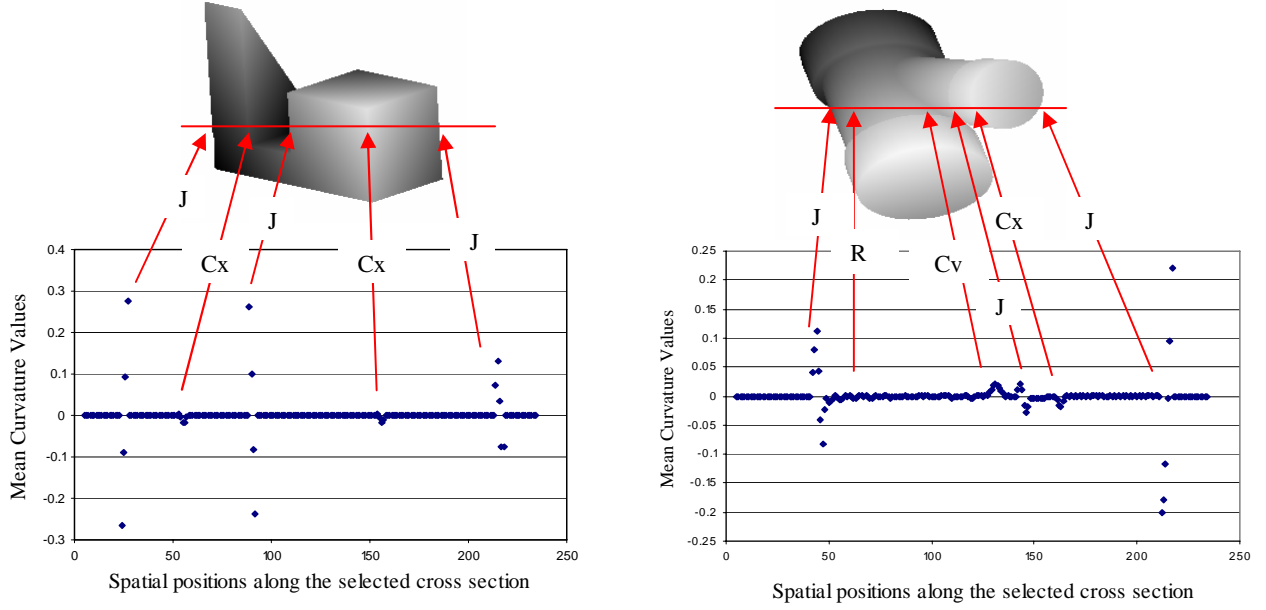 J
J
Cx
Cx
J
0.4
0.3
0.2
0.1
0
-0.1
-0.2
-0.3
Mean Curvature Values
0
50
100
150
200
250
Spatial positions along the selected cross section
J
R
Cv
Cx
J
J
0.25
0.2
0.15
0.1
0.05
0
-0.05
-0.1
-0.15
-0.2
-0.25
Mean Curvature Values
0
50
100
150
200
250
Spatial positions along the selected cross section